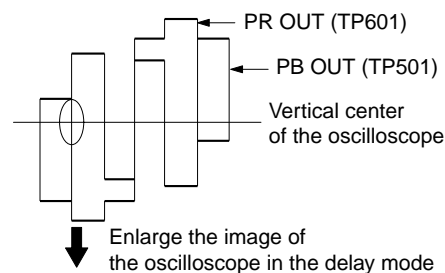 PR OUT (TP601)
PB OUT (TP501)
Vertical center
of the oscilloscope
Enlarge the image of
the oscilloscope in the delay mode